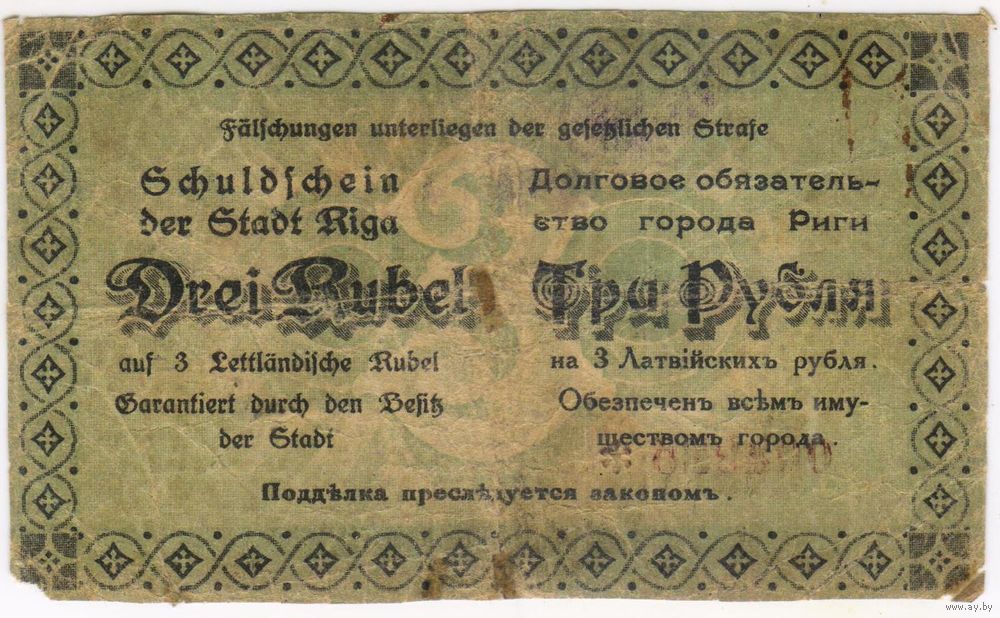 Fälschungen unterliegen der gesetzlichen Strafe
Schuldschein
der Stadt Riga
Drei Rubel
auf 3 Lettländische Rubel
Garantiert durch den Besitz
der Stadt
Долговое обязатель-
ство города Риги
Три Рубля
на 3 Латвійскихъ рубля.
Обезпеченъ всѣмъ иму-
ществомъ города.
Поддѣлка преслѣдуется закономъ.
www.ay.by